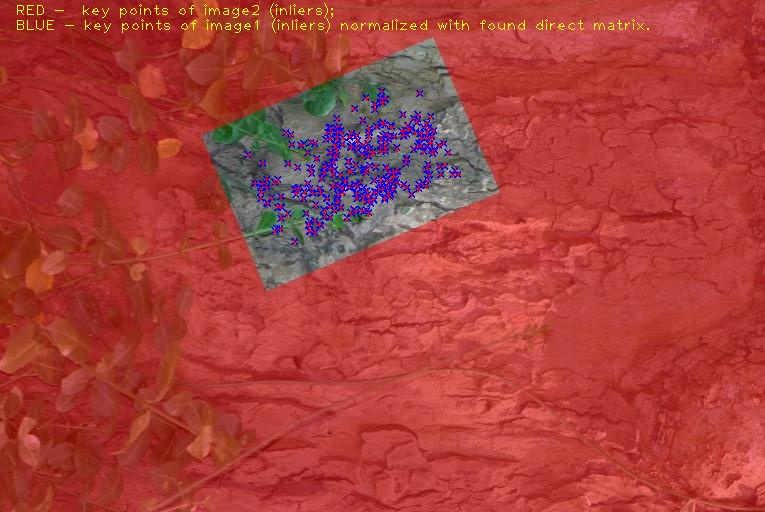 RED -  key points of image2 (inliers);
BLUE - key points of image1 (inliers) normalized with found direct matrix.